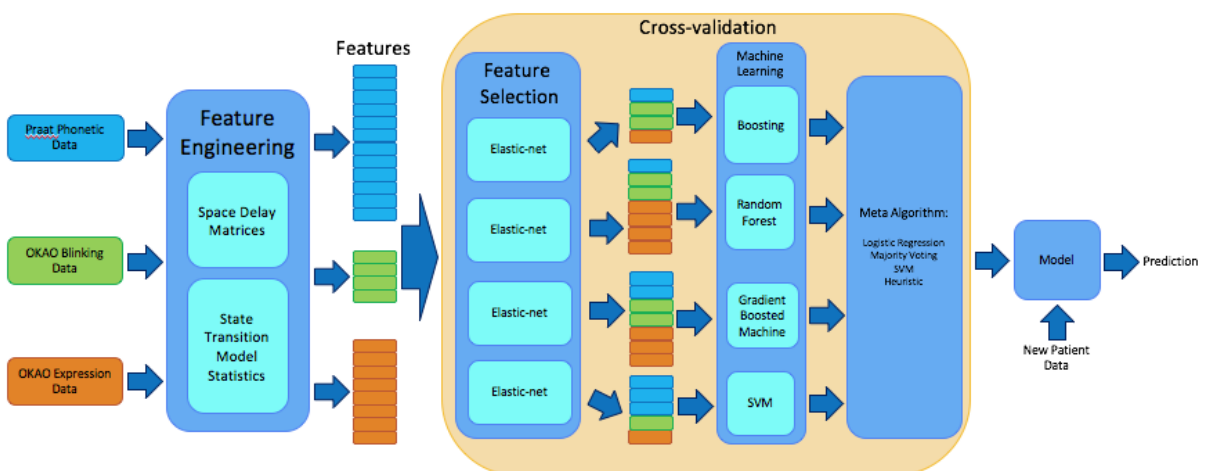 Cross-validation
Features
Praat Phonetic
Data
OKAO Blinking
Data
OKAO Expression
Data
Feature
Engineering
Space Delay
Matrices
State
Transition
Model
Statistics
Feature
Selection
Elastic-net
Elastic-net
Elastic-net
Elastic-net
Machine
Learning
Boosting
Random
Forest
Gradient
Boosted
Machine
SVM
Meta Algorithm:
Logistic Regression
Majority Voting
SVM
Heuristic
Model
Prediction
New Patient
Data